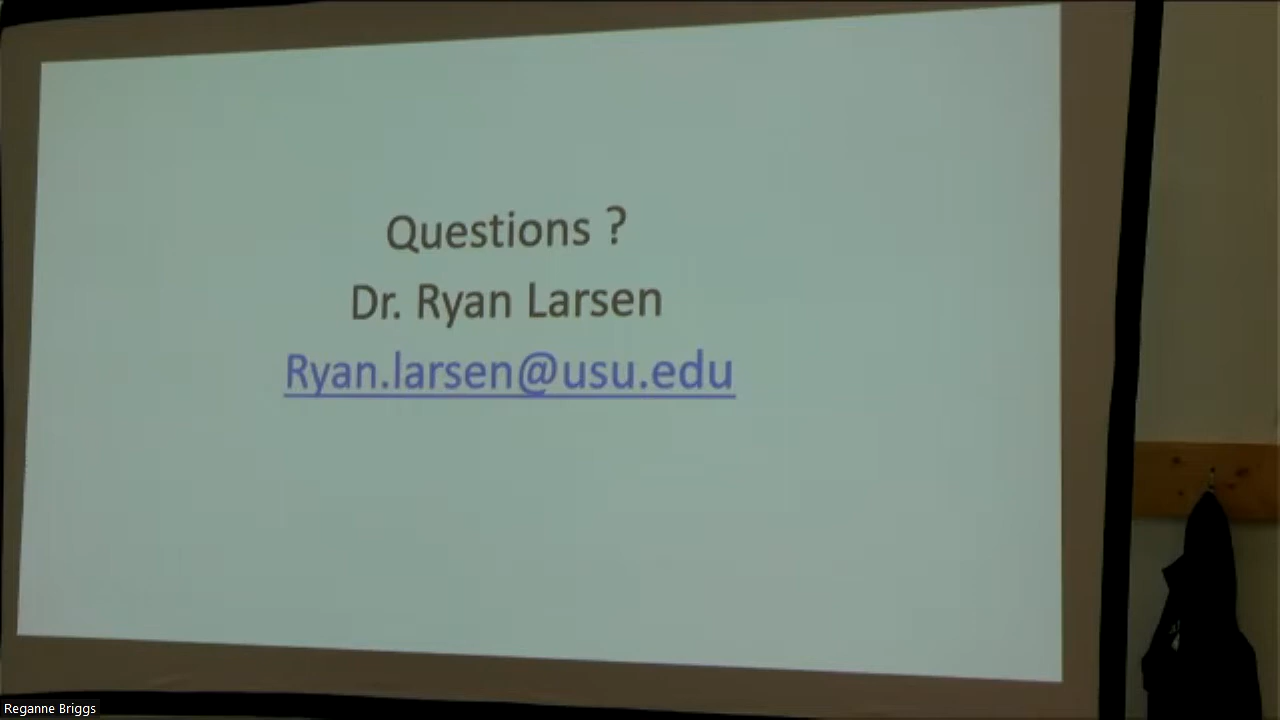 Questions ?
Dr. Ryan Larsen
Ryan.larsen@usu.edu
Reganne Briggs